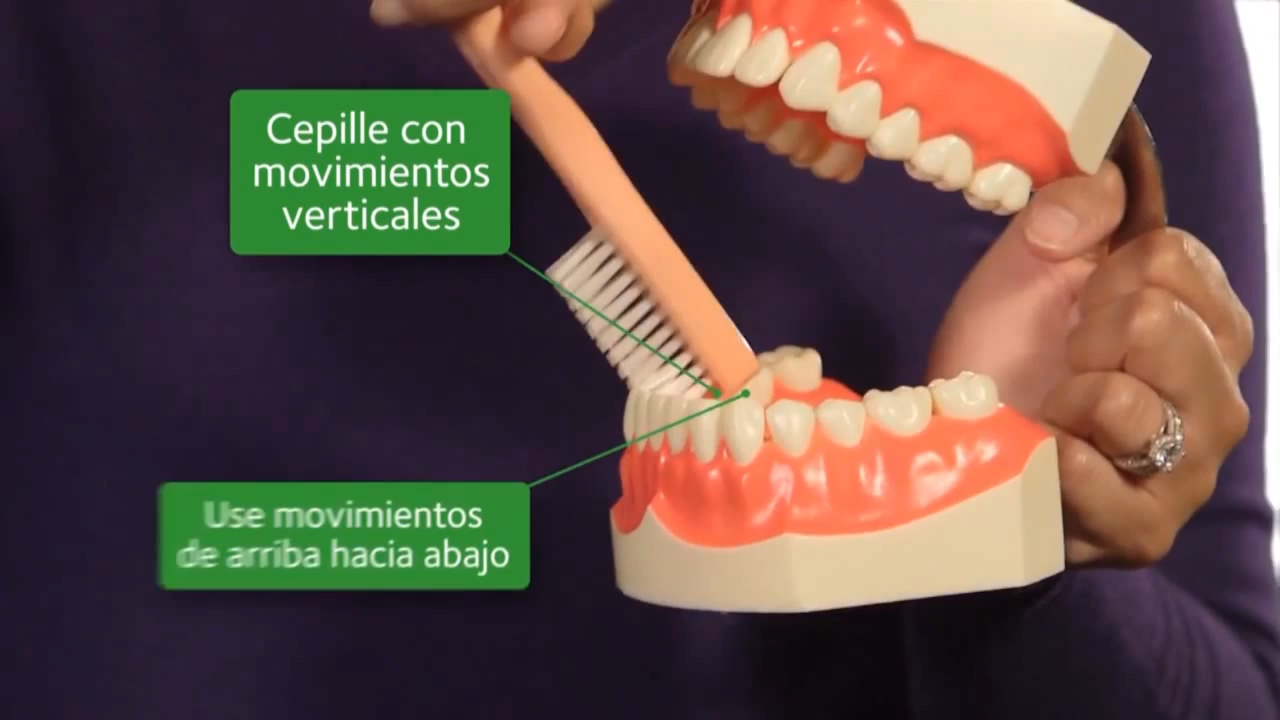 Cepille con
movimientos
verticales
Use movimientos
de arriba hacia abajo